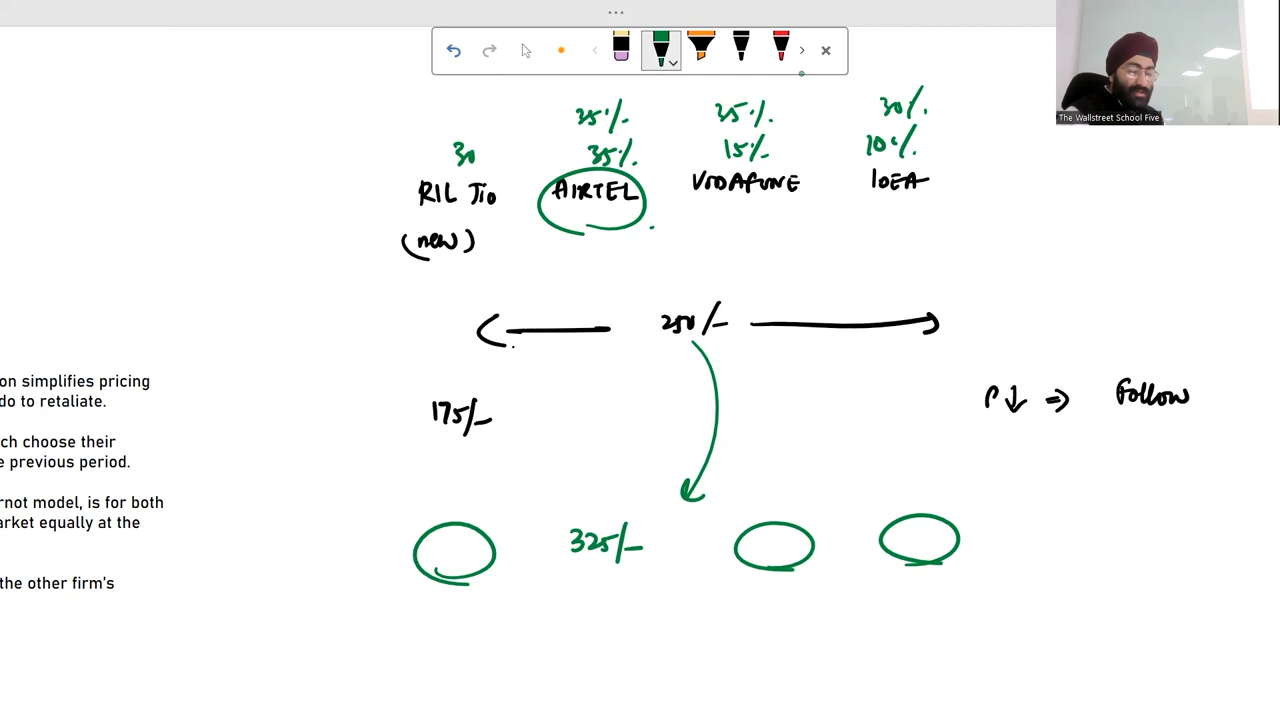 The Wallstreet School Five
35% 35% 30%
30 35% 15% 10%
RIL Jio AIRTEL VODAFONE IDEA
(new)
250/-
on simplifies pricing
do to retaliate.
175/- P↓ ⇒ Follow
ch choose their
e previous period.
rnot model, is for both
arket equally at the
325/-
the other firm's